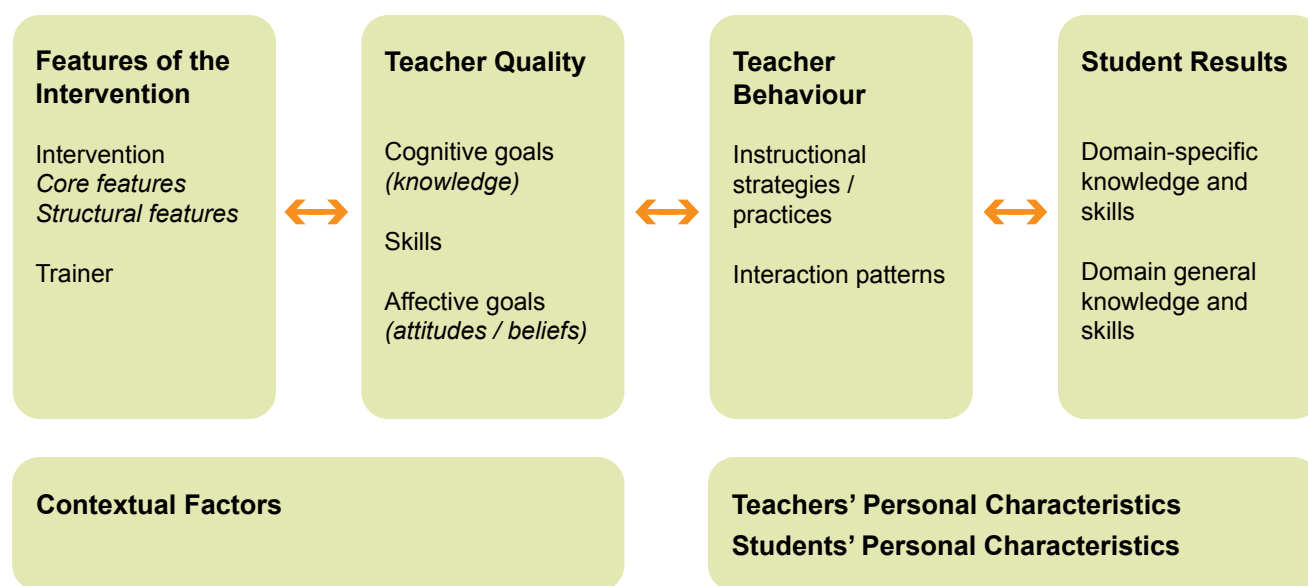 Features of the
Intervention
Intervention
Core features
Structural features
Trainer
Teacher Quality
Cognitive goals
(knowledge)
Skills
Affective goals
(attitudes / beliefs)
Teacher
Behaviour
Instructional
strategies /
practices
Interaction patterns
Student Results
Domain-specific
knowledge and
skills
Domain general
knowledge and
skills
Contextual Factors
Teachers’ Personal Characteristics
Students’ Personal Characteristics